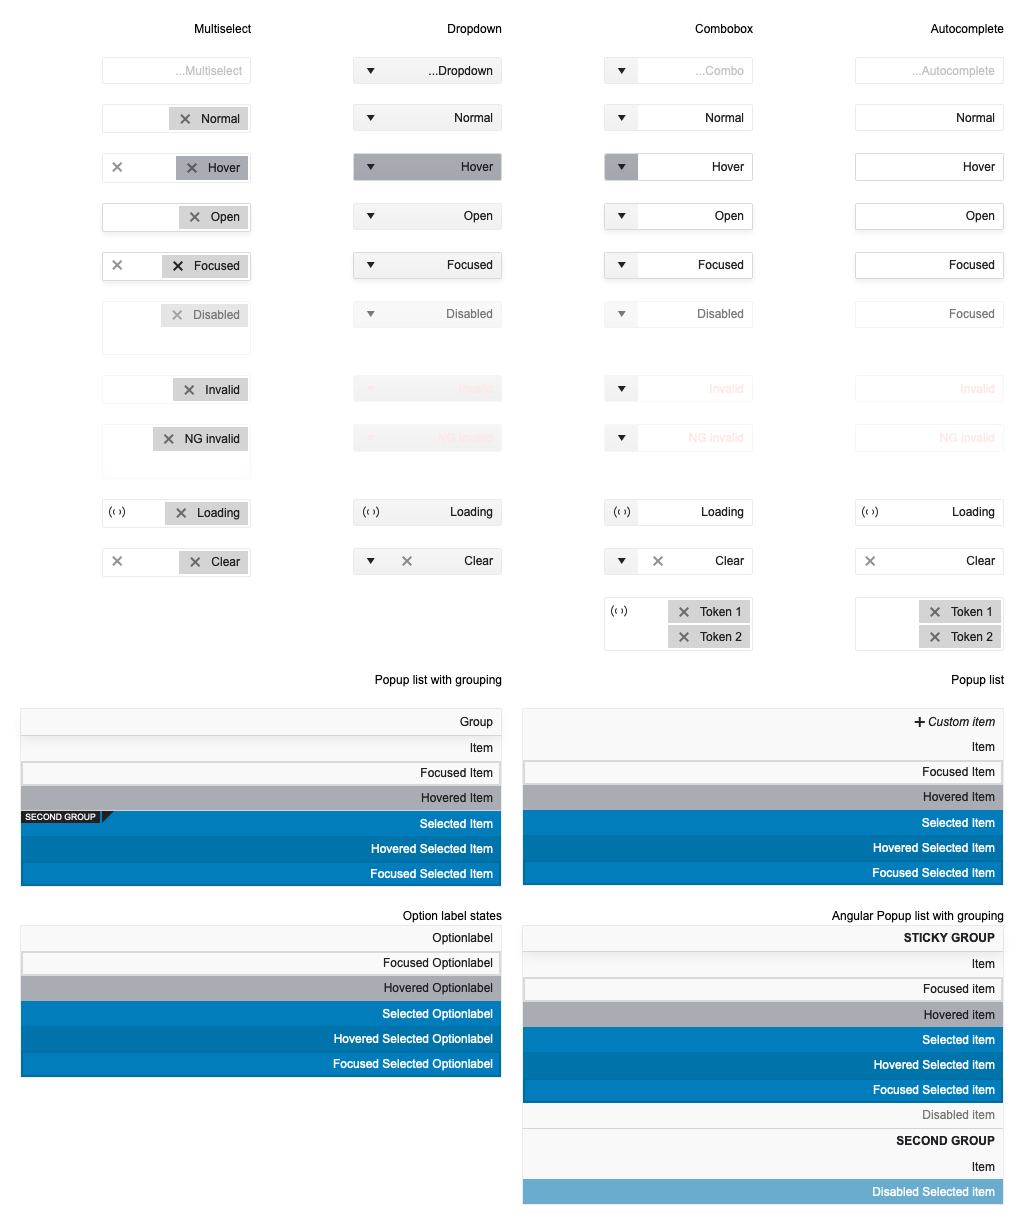 Multiselect
Dropdown
Combobox
Autocomplete
...Multiselect
...Dropdown
...Combo
...Autocomplete
Normal
Normal
Normal
Normal
Hover
Hover
Hover
Hover
Open
Open
Open
Open
Focused
Focused
Focused
Focused
Disabled
Disabled
Disabled
Focused
Invalid
Invalid
Invalid
Invalid
NG invalid
NG invalid
NG invalid
NG invalid
Loading
Loading
Loading
Loading
Clear
Clear
Clear
Clear
Token 1
Token 2
Token 1
Token 2
Popup list with grouping
Group
Item
Focused Item
Hovered Item
SECOND GROUP
Selected Item
Hovered Selected Item
Focused Selected Item
Popup list
Custom item
Item
Focused Item
Hovered Item
Selected Item
Hovered Selected Item
Focused Selected Item
Option label states
Optionlabel
Focused Optionlabel
Hovered Optionlabel
Selected Optionlabel
Hovered Selected Optionlabel
Focused Selected Optionlabel
Angular Popup list with grouping
STICKY GROUP
Item
Focused item
Hovered item
Selected item
Hovered Selected item
Focused Selected item
Disabled item
SECOND GROUP
Item
Disabled Selected item